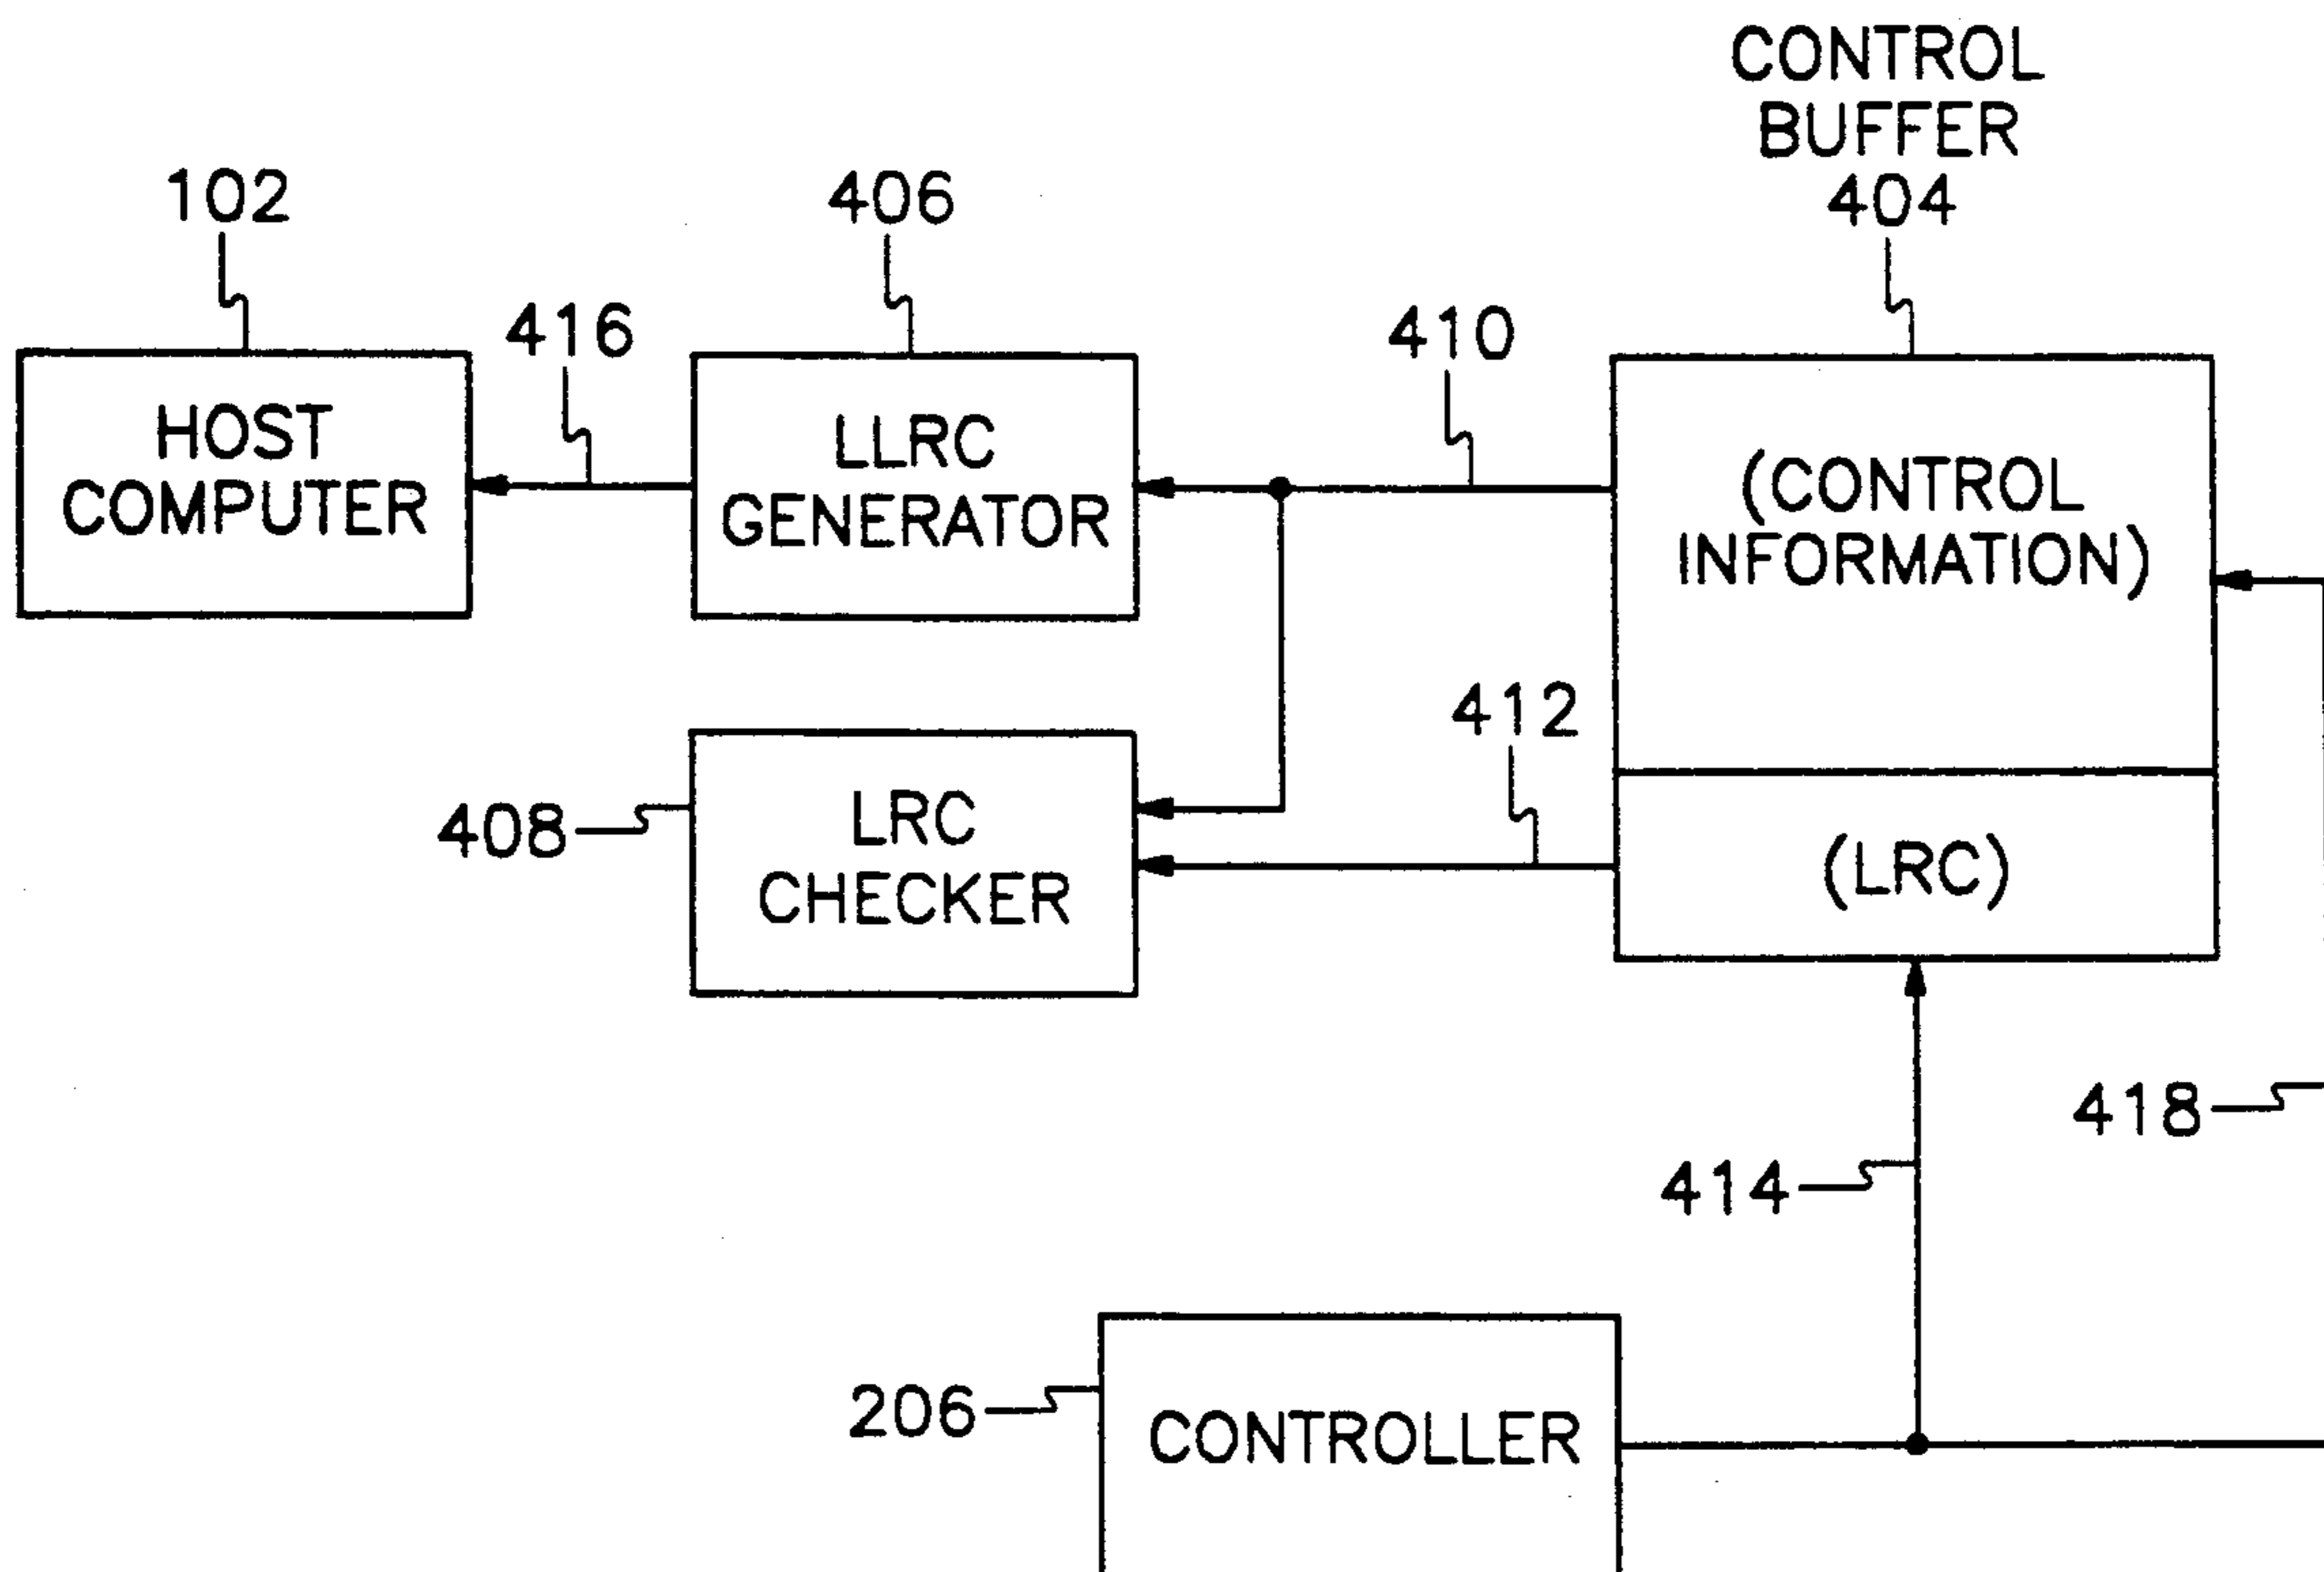 CONTROL
BUFFER
404
102
406
416
410
HOST
COMPUTER
LLRC
GENERATOR
(CONTROL
INFORMATION)
412
408
LRC
CHECKER
(LRC)
418
414
206
CONTROLLER